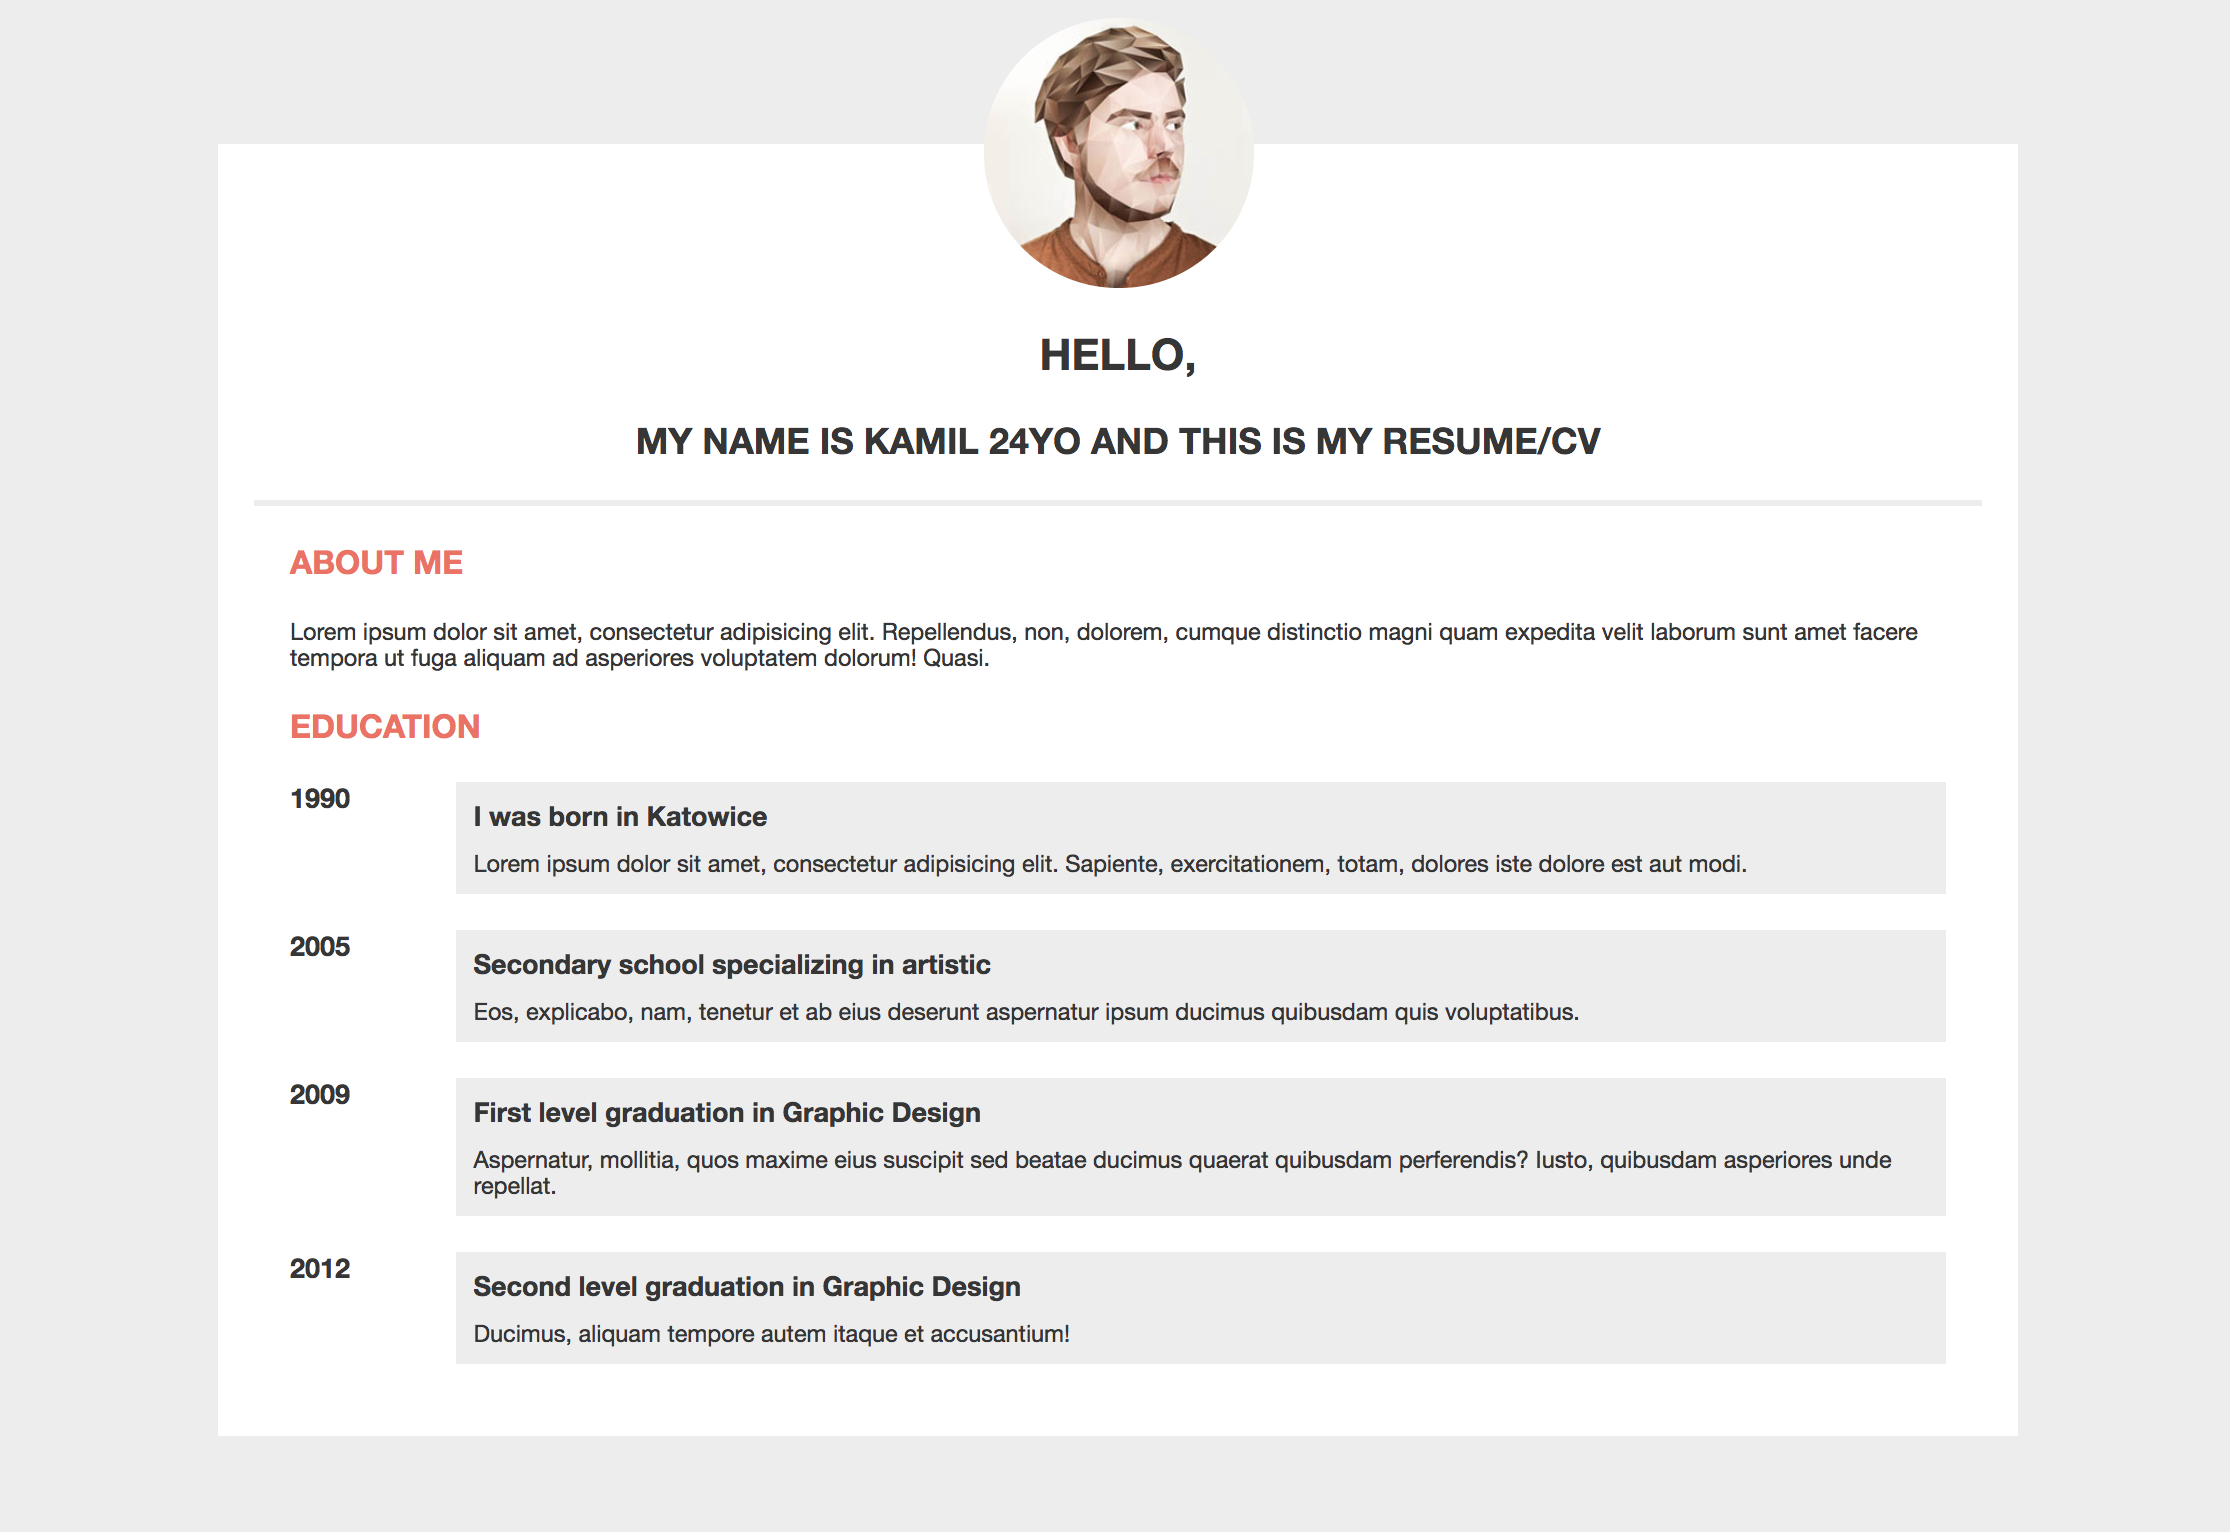 HELLO,
MY NAME IS KAMIL 24YO AND THIS IS MY RESUME/CV
ABOUT ME
Lorem ipsum dolor sit amet, consectetur adipisicing elit. Repellendus, non, dolorem, cumque distinctio magni quam expedita velit laborum sunt amet facere
tempora ut fuga aliquam ad asperiores voluptatem dolorum! Quasi.
EDUCATION
1990
I was born in Katowice
Lorem ipsum dolor sit amet, consectetur adipisicing elit. Sapiente, exercitationem, totam, dolores iste dolore est aut modi.
2005
Secondary school specializing in artistic
Eos, explicabo, nam, tenetur et ab eius deserunt aspernatur ipsum ducimus quibusdam quis voluptatibus.
2009
First level graduation in Graphic Design
Aspernatur, mollitia, quos maxime eius suscipit sed beatae ducimus quaerat quibusdam perferendis? Iusto, quibusdam asperiores unde
repellat.
2012
Second level graduation in Graphic Design
Ducimus, aliquam tempore autem itaque et accusantium!